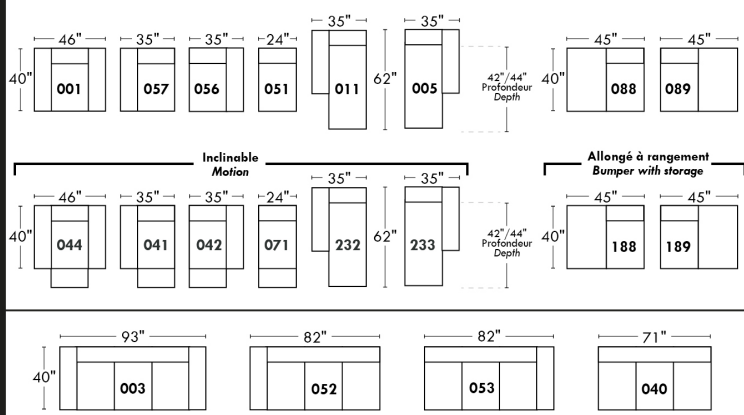 46" 35" 35" 24" 35" 35" 45" 45"
40" 001 057 056 051 011 62" 005 42"/44" 40" 088 089
Profondeur
Depth
Inclinable
Motion
Allongé à rangement
Bumper with storage
46" 35" 35" 24" 35" 35" 45" 45"
40" 044 041 042 071 232 62" 233 42"/44" 40" 188 189
Profondeur
Depth
93" 82" 82" 71"
40" 003 052 053 040